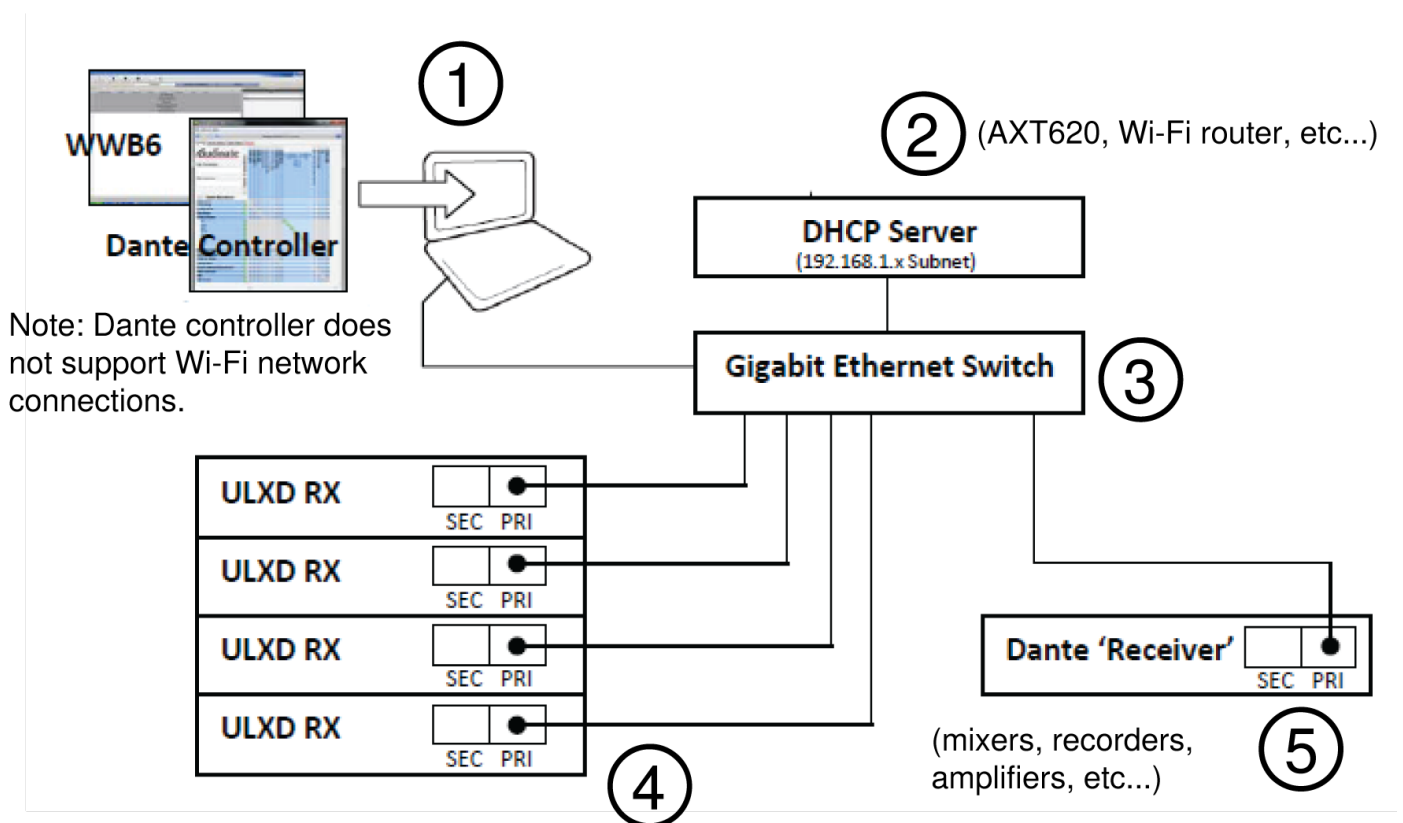 1
WWB6
Audinate
Dante Controller
Note: Dante controller does
not support Wi-Fi network
connections.
2
(AXT620, Wi-Fi router, etc...)
DHCP Server
(192.168.1.x Subnet)
Gigabit Ethernet Switch
3
ULXD RX
SEC PRI
ULXD RX
SEC PRI
ULXD RX
SEC PRI
ULXD RX
SEC PRI
4
Dante ‘Receiver’
SEC PRI
(mixers, recorders,
amplifiers, etc...)
5